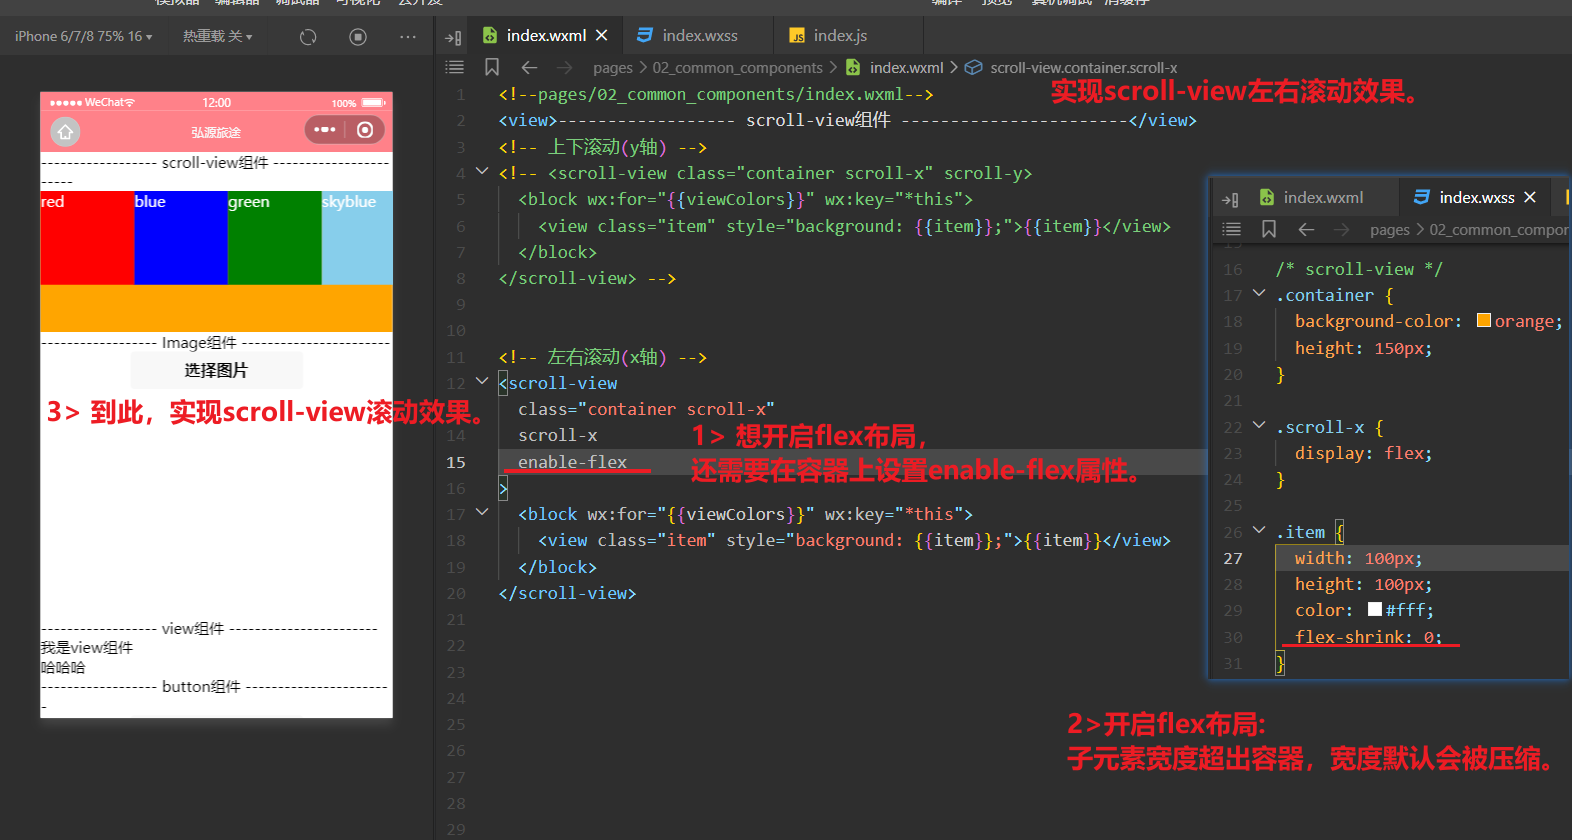 模拟器 编辑器 调试器 可视化 云开发
编译 预览 真机调试 清缓存
iPhone 6/7/8 75% 16 热重载 关
WeChat 12:00 100%
弘源旅途
------------------ scroll-view组件 ------------------
-----
red blue green skyblue
------------------ Image组件 -----------------------
选择图片
3> 到此，实现scroll-view滚动效果。
------------------ view组件 -----------------------
我是view组件
哈哈哈
------------------ button组件 ----------------------
-
index.wxml index.wxss index.js
pages > 02_common_components > index.wxml > scroll-view.container.scroll-x
实现scroll-view左右滚动效果。
1 <!--pages/02_common_components/index.wxml-->
2 <view>------------------ scroll-view组件 -----------------------</view>
3 <!-- 上下滚动(y轴) -->
4 <!-- <scroll-view class="container scroll-x" scroll-y>
5 <block wx:for="{{viewColors}}" wx:key="*this">
6 <view class="item" style="background: {{item}};">{{item}}</view>
7 </block>
8 </scroll-view> -->
9
10
11 <!-- 左右滚动(x轴) -->
12 <scroll-view
class="container scroll-x"
14 scroll-x
15 enable-flex
16 >
17 <block wx:for="{{viewColors}}" wx:key="*this">
18 <view class="item" style="background: {{item}};">{{item}}</view>
19 </block>
20 </scroll-view>
21
22
23
24
25
26
27
28
29
1> 想开启flex布局，
还需要在容器上设置enable-flex属性。
index.wxml index.wxss
pages > 02_common_compor
15
16 /* scroll-view */
17 .container {
18 background-color: orange;
19 height: 150px;
20 }
21
22 .scroll-x {
23 display: flex;
24 }
25
26 .item {
27 width: 100px;
28 height: 100px;
29 color: #fff;
30 flex-shrink: 0;
31 }
2>开启flex布局:
子元素宽度超出容器，宽度默认会被压缩。